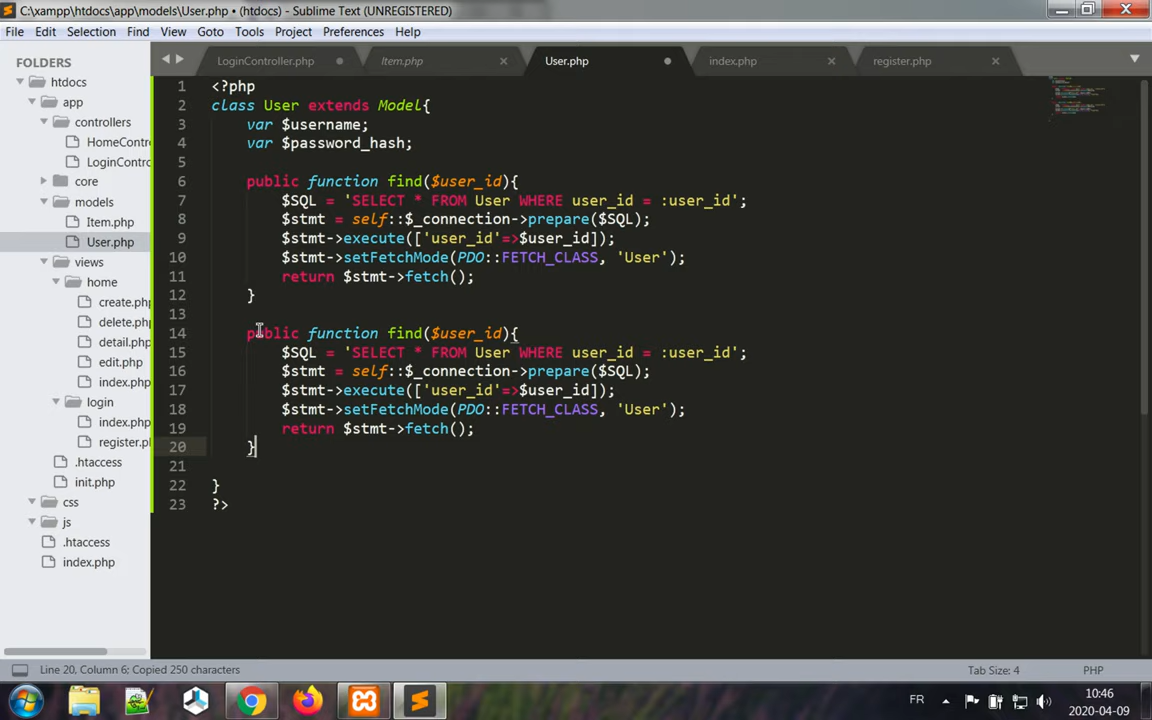 C:\xampp\htdocs\app\models\User.php • (htdocs) - Sublime Text (UNREGISTERED)
File Edit Selection Find View Goto Tools Project Preferences Help
FOLDERS
htdocs
app
controllers
HomeContro
LoginContro
core
models
Item.php
User.php
views
home
create.php
delete.php
detail.php
edit.php
index.php
login
index.php
register.ph
.htaccess
init.php
css
js
.htaccess
index.php
LoginController.php Item.php User.php index.php register.php
1 <?php
2 class User extends Model{
3 var $username;
4 var $password_hash;
5
6 public function find($user_id){
7 $SQL = 'SELECT * FROM User WHERE user_id = :user_id';
8 $stmt = self::$_connection->prepare($SQL);
9 $stmt->execute(['user_id'=>$user_id]);
10 $stmt->setFetchMode(PDO::FETCH_CLASS, 'User');
11 return $stmt->fetch();
12 }
13
14 public function find($user_id){
15 $SQL = 'SELECT * FROM User WHERE user_id = :user_id';
16 $stmt = self::$_connection->prepare($SQL);
17 $stmt->execute(['user_id'=>$user_id]);
18 $stmt->setFetchMode(PDO::FETCH_CLASS, 'User');
19 return $stmt->fetch();
20 }
21
22 }
23 ?>
Line 20, Column 6; Copied 250 characters
Tab Size: 4 PHP
FR
10:46
2020-04-09